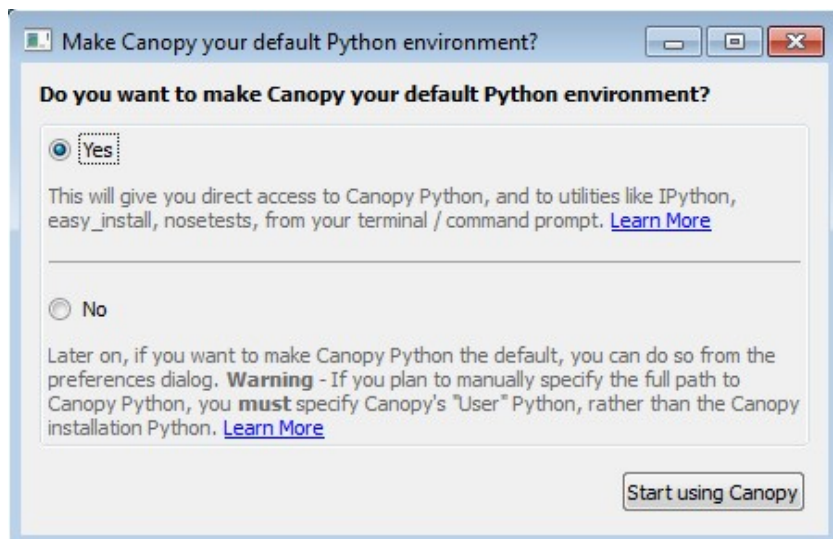 Make Canopy your default Python environment?
Do you want to make Canopy your default Python environment?
Yes
This will give you direct access to Canopy Python, and to utilities like IPython,
easy_install, nosetests, from your terminal / command prompt. Learn More
No
Later on, if you want to make Canopy Python the default, you can do so from the
preferences dialog. Warning - If you plan to manually specify the full path to
Canopy Python, you must specify Canopy's "User" Python, rather than the Canopy
installation Python. Learn More
Start using Canopy